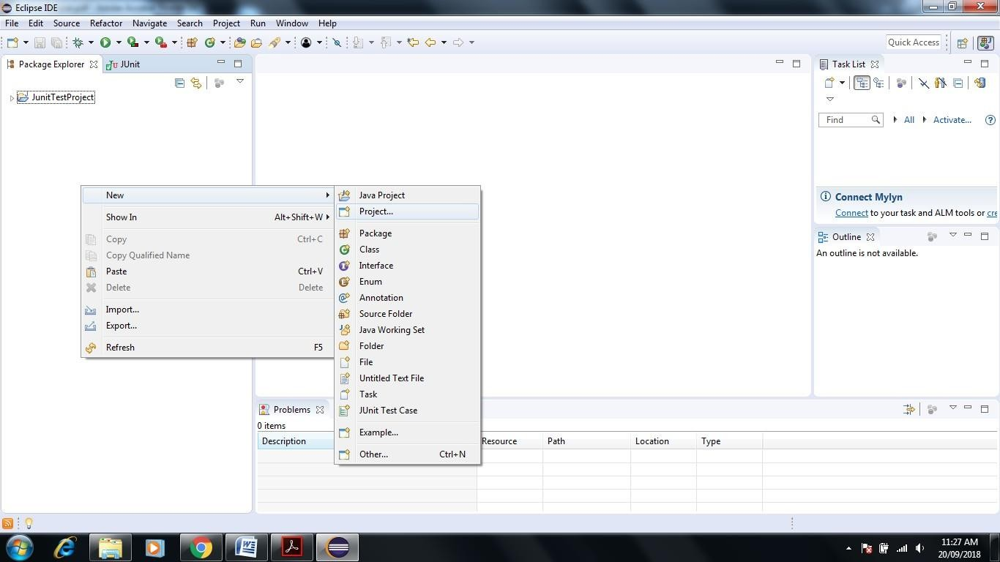 Eclipse IDE
File Edit Source Refactor Navigate Search Project Run Window Help
Quick Access
Package Explorer
JUnit
JunitTestProject
New
Show In Alt+Shift+W
Copy Ctrl+C
Copy Qualified Name
Paste Ctrl+V
Delete Delete
Import...
Export...
Refresh F5
Java Project
Project...
Package
Class
Interface
Enum
Annotation
Source Folder
Java Working Set
Folder
File
Untitled Text File
Task
JUnit Test Case
Example...
Other... Ctrl+N
Task List
Find
All
Activate...
Connect Mylyn
Connect to your task and ALM tools or cre
Outline
An outline is not available.
Problems
0 items
Description Resource Path Location Type
11:27 AM
20/09/2018